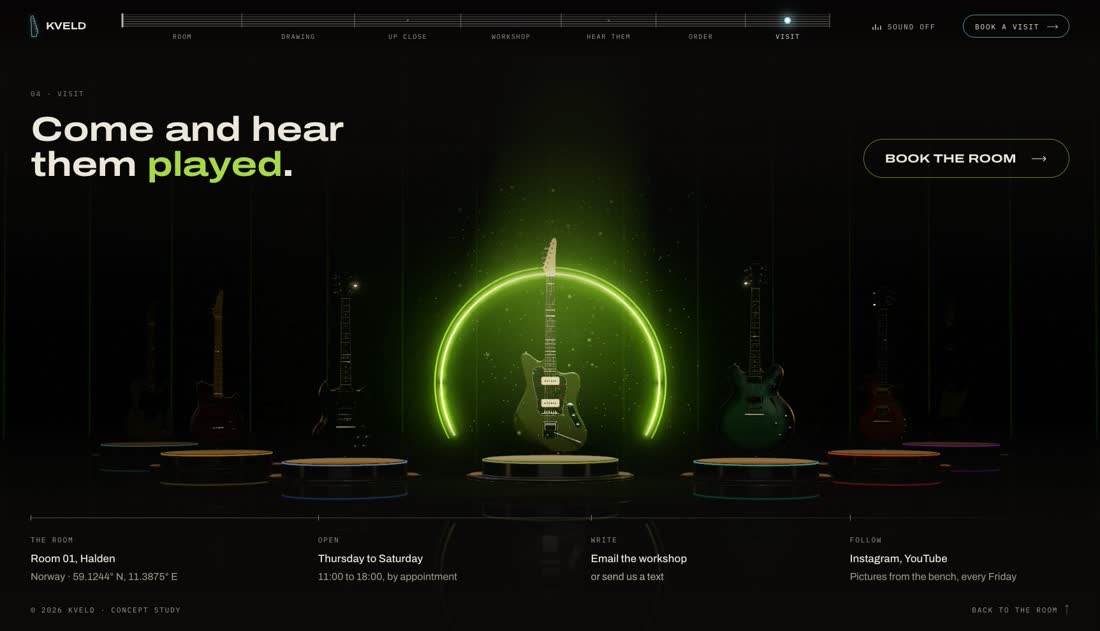 KVELD
ROOM
DRAWING
UP CLOSE
WORKSHOP
HEAR THEM
ORDER
VISIT
SOUND OFF
BOOK A VISIT →
04 · VISIT
Come and hear
them played.
BOOK THE ROOM →
THE ROOM
Room 01, Halden
Norway · 59.1244° N, 11.3875° E
OPEN
Thursday to Saturday
11:00 to 18:00, by appointment
WRITE
Email the workshop
or send us a text
FOLLOW
Instagram, YouTube
Pictures from the bench, every Friday
© 2026 KVELD · CONCEPT STUDY
BACK TO THE ROOM ↑